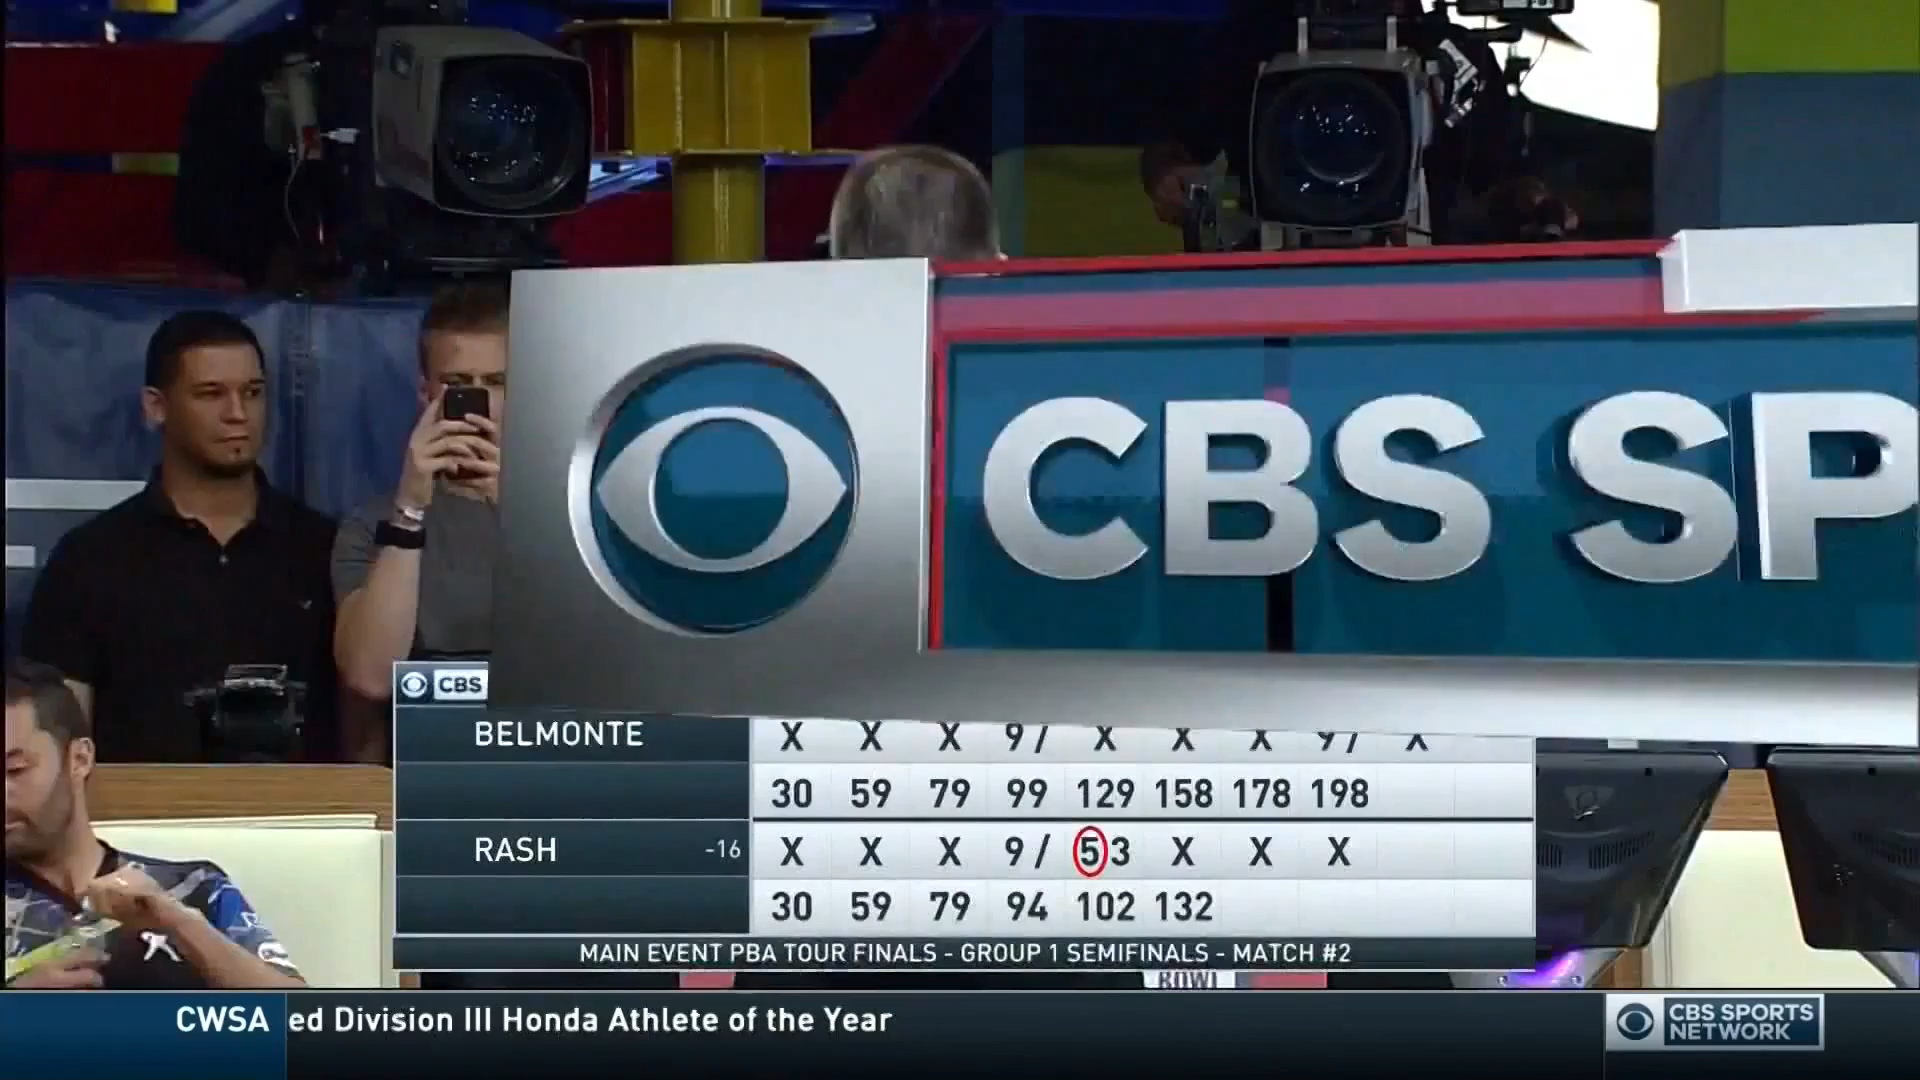 CBS SP
CBS
BELMONTE X X X 9/ X X X 9/ X
30 59 79 99 129 158 178 198
RASH -16 X X X 9/ 53 X X X
30 59 79 94 102 132
MAIN EVENT PBA TOUR FINALS - GROUP 1 SEMIFINALS - MATCH #2
BOWL
CWSA ed Division III Honda Athlete of the Year
CBS SPORTS
NETWORK